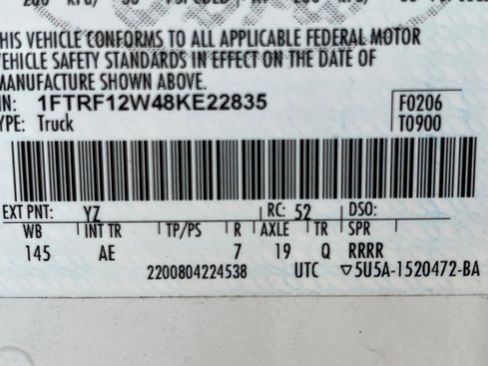 THIS VEHICLE CONFORMS TO ALL APPLICABLE FEDERAL MOTOR
VEHICLE SAFETY STANDARDS IN EFFECT ON THE DATE OF
MANUFACTURE SHOWN ABOVE.
IN: 1FTRF12W48KE22835 F0206
YPE: Truck T0900
EXT PNT: YZ RC: 52 DSO:
WB INT TR TP/PS R AXLE TR SPR
145 AE 7 19 Q RRRR
2200804224538 UTC ▽5U5A-1520472-BA